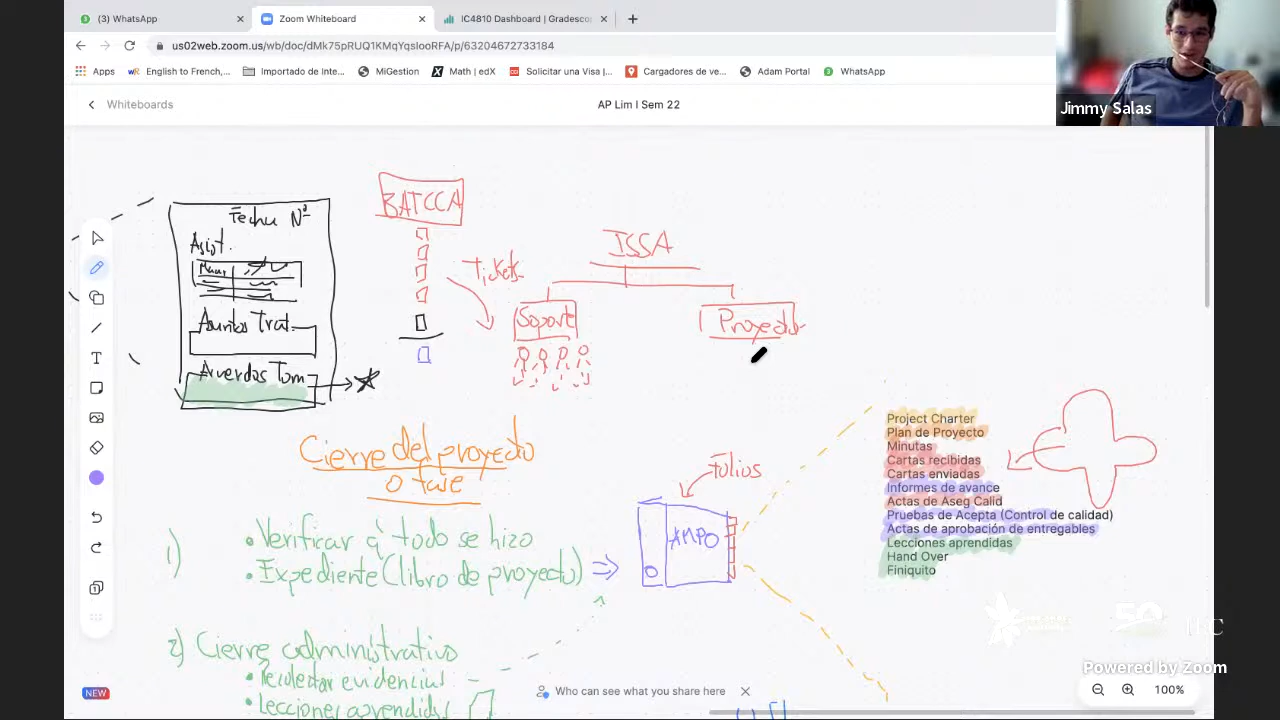 (3) WhatsApp
Zoom Whiteboard
IC4810 Dashboard | Gradesco
us02web.zoom.us/wb/doc/dMk75pRUQ1KMqYqsIooRFA/p/63204672733184
Apps
English to French,...
Importado de Inte...
MiGestion
Math | edX
Solicitar una Visa |...
Cargadores de ve...
Adam Portal
WhatsApp
Whiteboards
AP Lim I Sem 22
Jimmy Salas
Fecha Nº
Asist.
Asuntos Trat.
Acuerdos Tom
BATCCA
Tickets
ISSA
Soporte
Cierre del proyecto
o fase
Folios
AMPO
Project Charter
Plan de Proyecto
Minutas
Cartas recibidas
Cartas enviadas
Informes de avance
Actas de Aseg Calid
Pruebas de Acepta (Control de calidad)
Actas de aprobación de entregables
Lecciones aprendidas
Hand Over
Finiquito
1)
• Verificar q todo se hizo
• Expediente (libro de proyecto)
2) Cierre administrativo
• Recolectar evidencias
• Lecciones aprendidas
NEW
Who can see what you share here
50
TEC
Powered by Zoom
100%